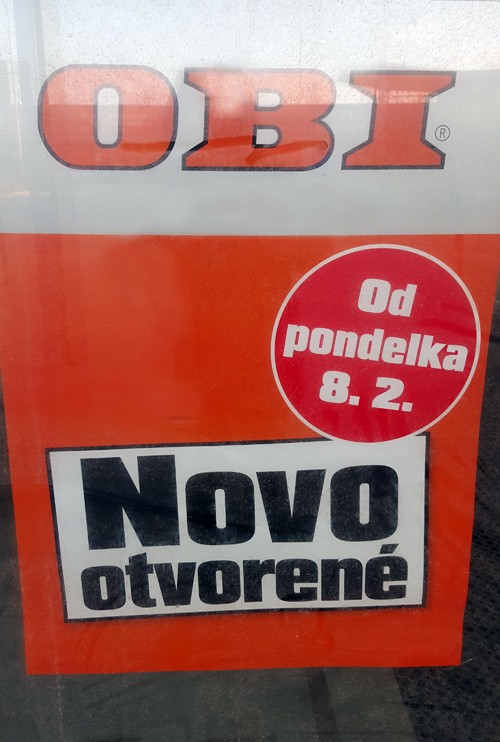 OBI®
Od
pondelka
8. 2.
Novo
otvorené